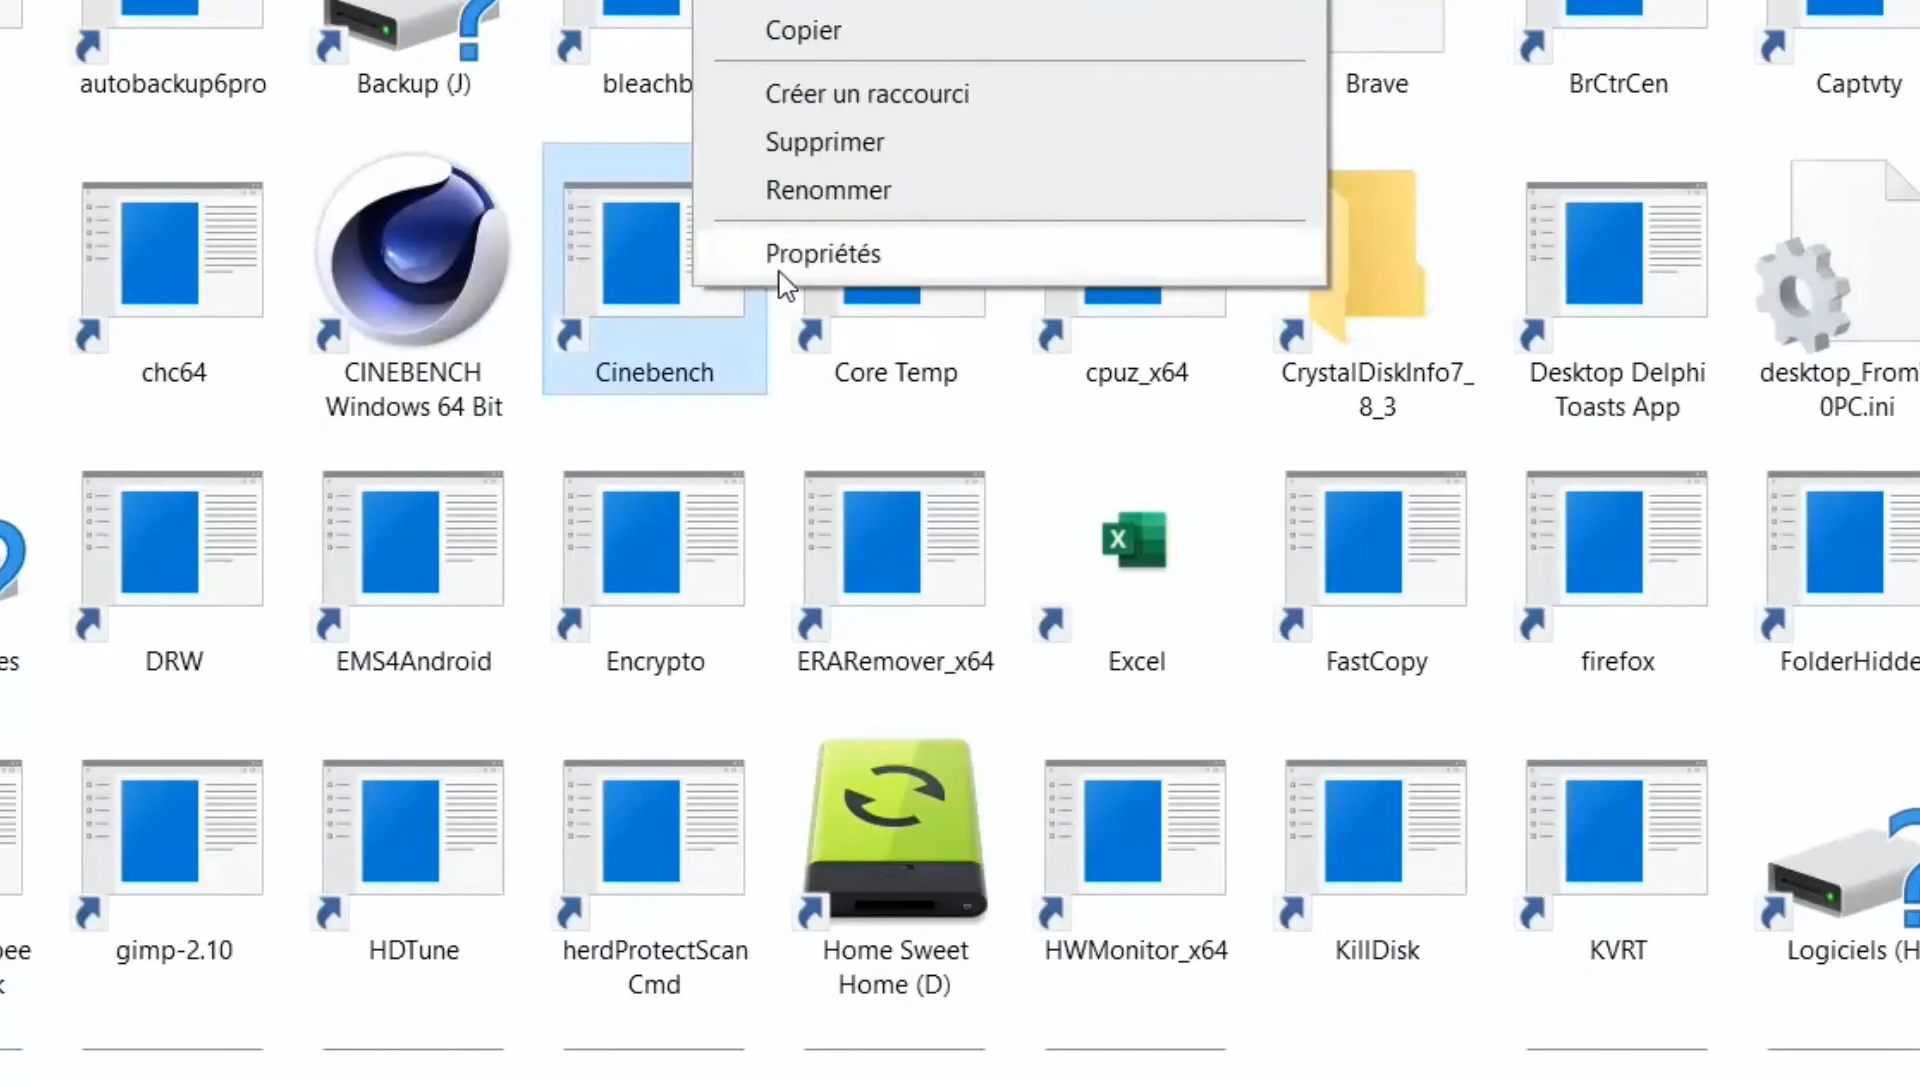 Copier
Créer un raccourci
Supprimer
Renommer
Propriétés
autobackup6pro
Backup (J)
bleachb
Brave
BrCtrCen
Captvty
chc64
CINEBENCH
Windows 64 Bit
Cinebench
Core Temp
cpuz_x64
CrystalDiskInfo7_
8_3
Desktop Delphi
Toasts App
desktop_From
0PC.ini
es
DRW
EMS4Android
Encrypto
ERARemover_x64
X
Excel
FastCopy
firefox
FolderHidde
gimp-2.10
HDTune
herdProtectScan
Cmd
Home Sweet
Home (D)
HWMonitor_x64
KillDisk
KVRT
Logiciels (H